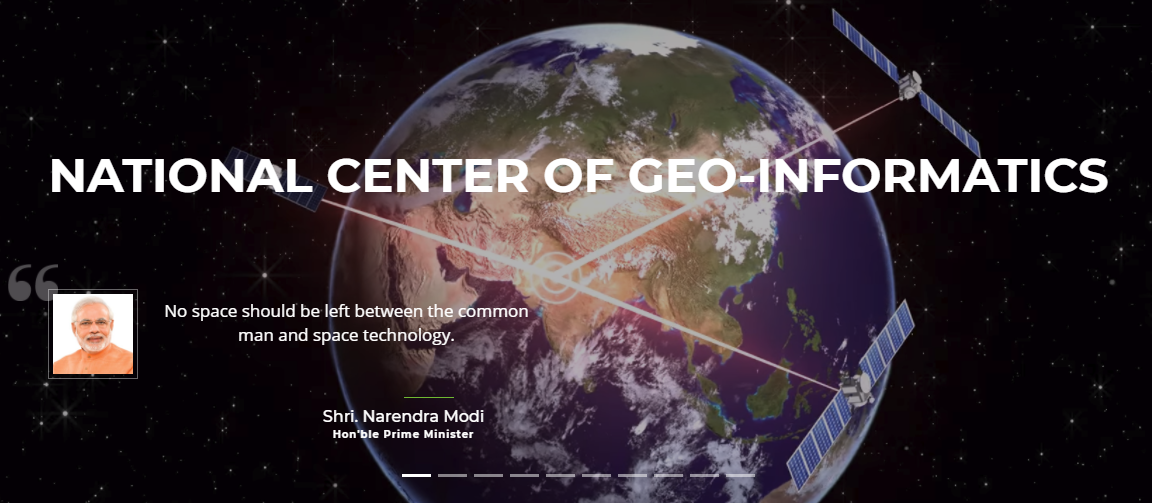 NATIONAL CENTER OF GEO-INFORMATICS
“
No space should be left between the common
man and space technology.
Shri. Narendra Modi
Hon'ble Prime Minister